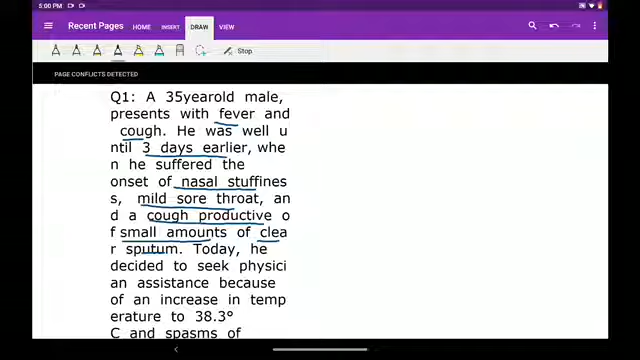 5:00 PM
Recent Pages HOME INSERT DRAW VIEW
Stop
PAGE CONFLICTS DETECTED
Q1: A 35yearold male,
presents with fever and
cough. He was well u
ntil 3 days earlier, whe
n he suffered the
onset of nasal stuffines
s, mild sore throat, an
d a cough productive o
f small amounts of clea
r sputum. Today, he
decided to seek physici
an assistance because
of an increase in temp
erature to 38.3°
C and spasms of